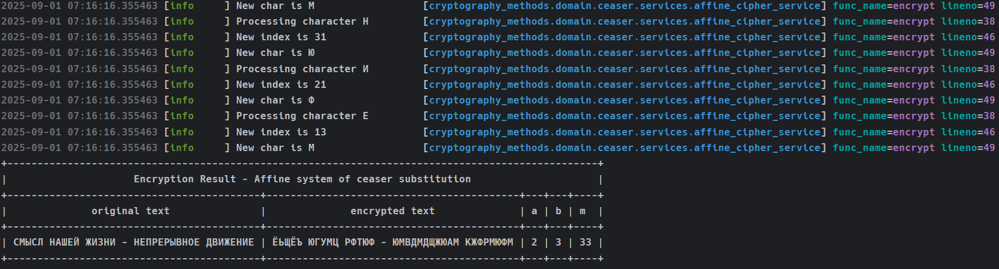 2025-09-01 07:16:16.355463 [info     ] New char is М                  [cryptography_methods.domain.ceaser.services.affine_cipher_service] func_name=encrypt lineno=49
2025-09-01 07:16:16.355463 [info     ] Processing character Н         [cryptography_methods.domain.ceaser.services.affine_cipher_service] func_name=encrypt lineno=38
2025-09-01 07:16:16.355463 [info     ] New index is 31                [cryptography_methods.domain.ceaser.services.affine_cipher_service] func_name=encrypt lineno=46
2025-09-01 07:16:16.355463 [info     ] New char is Ю                  [cryptography_methods.domain.ceaser.services.affine_cipher_service] func_name=encrypt lineno=49
2025-09-01 07:16:16.355463 [info     ] Processing character И         [cryptography_methods.domain.ceaser.services.affine_cipher_service] func_name=encrypt lineno=38
2025-09-01 07:16:16.355463 [info     ] New index is 21                [cryptography_methods.domain.ceaser.services.affine_cipher_service] func_name=encrypt lineno=46
2025-09-01 07:16:16.355463 [info     ] New char is Ф                  [cryptography_methods.domain.ceaser.services.affine_cipher_service] func_name=encrypt lineno=49
2025-09-01 07:16:16.355463 [info     ] Processing character Е         [cryptography_methods.domain.ceaser.services.affine_cipher_service] func_name=encrypt lineno=38
2025-09-01 07:16:16.355463 [info     ] New index is 13                [cryptography_methods.domain.ceaser.services.affine_cipher_service] func_name=encrypt lineno=46
2025-09-01 07:16:16.355463 [info     ] New char is М                  [cryptography_methods.domain.ceaser.services.affine_cipher_service] func_name=encrypt lineno=49
+--------------------------------------------------------------------------------------------------+
|                     Encryption Result - Affine system of ceaser substitution                     |
+------------------------------------------+------------------------------------------+---+---+----+
|              original text               |              encrypted text              | a | b | m  |
+------------------------------------------+------------------------------------------+---+---+----+
| СМЫСЛ НАШЕЙ ЖИЗНИ - НЕПРЕРЫВНОЕ ДВИЖЕНИЕ | ЁЬЩЁЪ ЮГУМЦ РФТЮФ - ЮМВДМДЩЖЮАМ КЖФРМЮФМ | 2 | 3 | 33 |
+------------------------------------------+------------------------------------------+---+---+----+